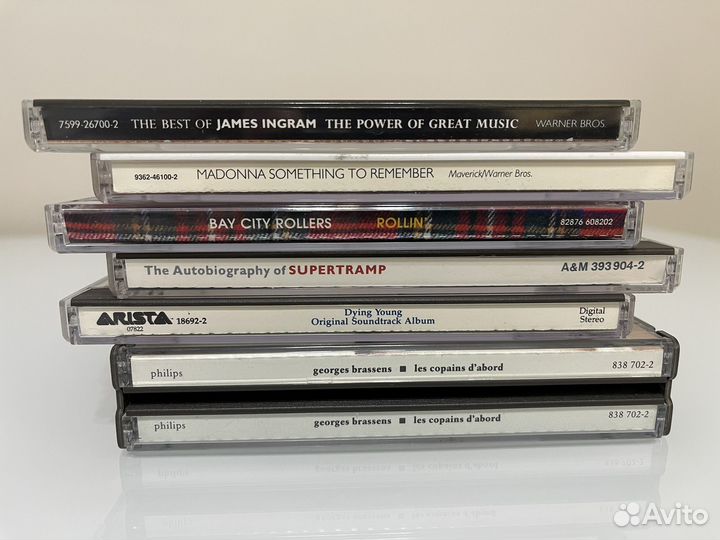 7599-26700-2 THE BEST OF JAMES INGRAM THE POWER OF GREAT MUSIC WARNER BROS.
9362-46100-2 MADONNA SOMETHING TO REMEMBER Maverick/Warner Bros.
BAY CITY ROLLERS ROLLIN' 82876 608202
The Autobiography of SUPERTRAMP A&M 393 904-2
ARISTA 18692-2 Dying Young Digital
07822 Original Soundtrack Album Stereo
philips georges brassens ■ les copains d'abord 838 702-2
philips georges brassens ■ les copains d'abord 838 702-2
Avito